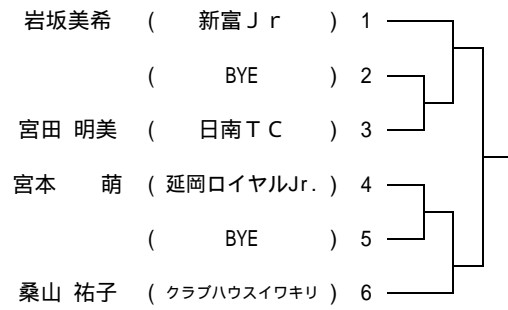 岩坂美希 ( 新富Ｊｒ ) 1
( BYE ) 2
宮田 明美 ( 日南ＴＣ ) 3
宮本　萌 ( 延岡ロイヤルJr. ) 4
( BYE ) 5
桑山 祐子 ( クラブハウスイワキリ ) 6